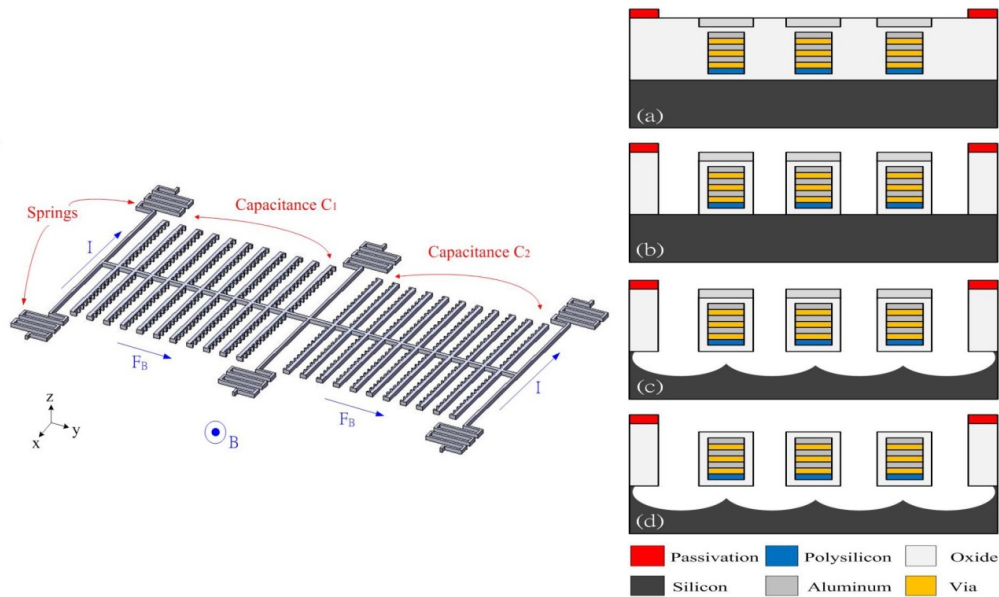 Springs
I
Capacitance C1
Capacitance C2
FB
FB
I
B
z
x
y
(a)
(b)
(c)
(d)
Passivation
Polysilicon
Oxide
Silicon
Aluminum
Via